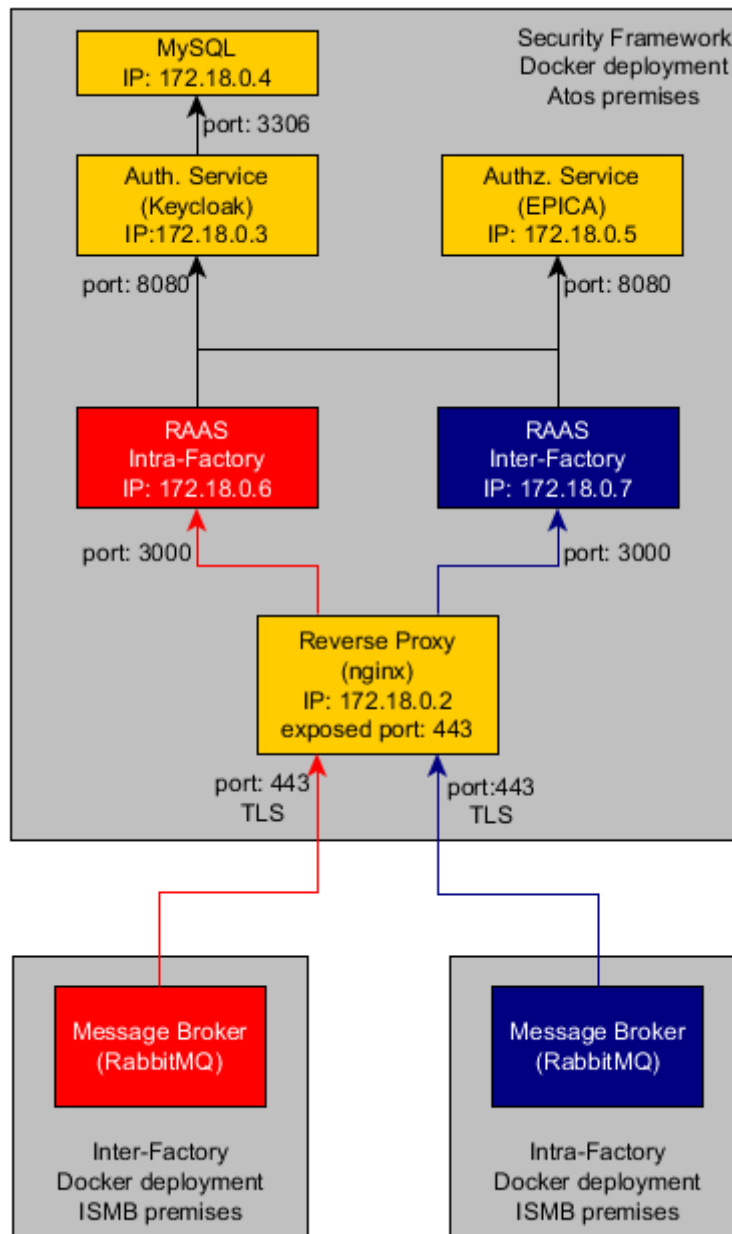 MySQL
IP: 172.18.0.4
Security Framework
Docker deployment
Atos premises
port: 3306
Auth. Service
(Keycloak)
IP:172.18.0.3
Authz. Service
(EPICA)
IP: 172.18.0.5
port: 8080
port: 8080
RAAS
Intra-Factory
IP: 172.18.0.6
RAAS
Inter-Factory
IP: 172.18.0.7
port: 3000
port: 3000
Reverse Proxy
(nginx)
IP: 172.18.0.2
exposed port: 443
port: 443
TLS
port:443
TLS
Message Broker
(RabbitMQ)
Inter-Factory
Docker deployment
ISMB premises
Message Broker
(RabbitMQ)
Intra-Factory
Docker deployment
ISMB premises